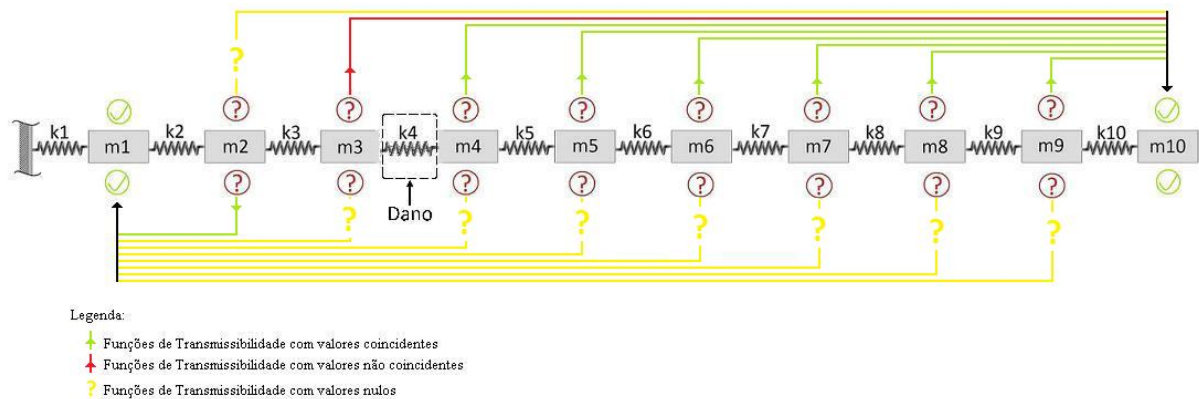 ? ? ? ? ? ? ? ? ?
k1 k2 k3 k4 k5 k6 k7 k8 k9 k10
m1 m2 m3 m4 m5 m6 m7 m8 m9 m10
? ? ? ? ? ? ? ?
Dano
? ? ? ? ? ? ?
Legenda:
Funções de Transmissibilidade com valores coincidentes
Funções de Transmissibilidade com valores não coincidentes
? Funções de Transmissibilidade com valores nulos